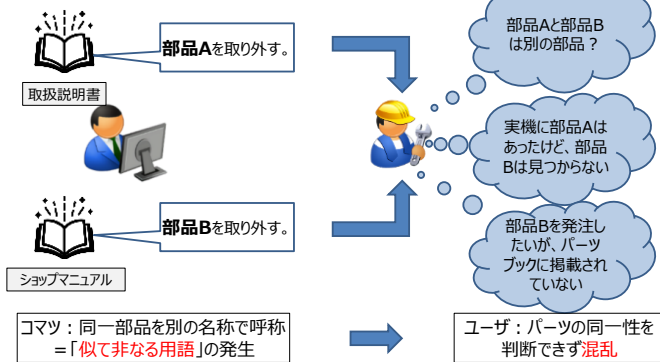 部品Aを取り外す。
取扱説明書
部品Bを取り外す。
ショップマニュアル
部品Aと部品B
は別の部品？
実機に部品Aは
あったけど、部品
Bは見つからない
部品Bを発注し
たいが、パーツ
ブックに掲載され
ていない
コマツ：同一部品を別の名称で呼称
=「似て非なる用語」の発生
ユーザ：パーツの同一性を
判断できず混乱